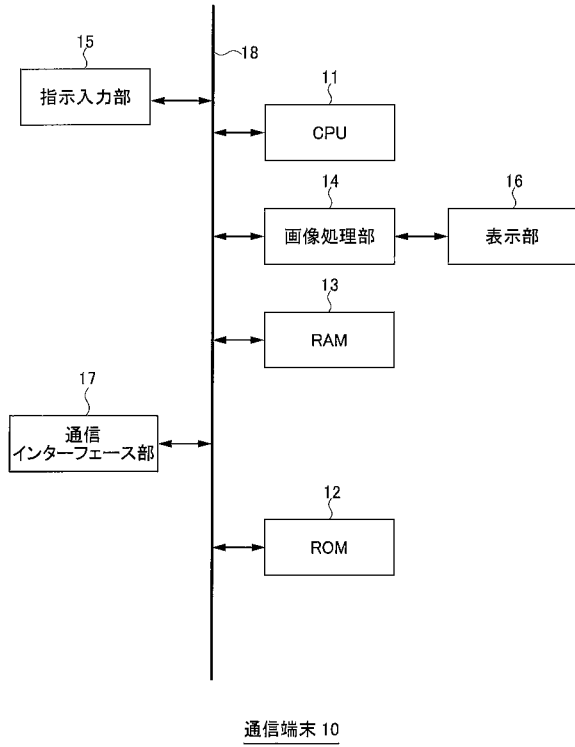 15
指示入力部
18
11
CPU
14
画像処理部
16
表示部
13
RAM
17
通信
インターフェース部
12
ROM
通信端末 10